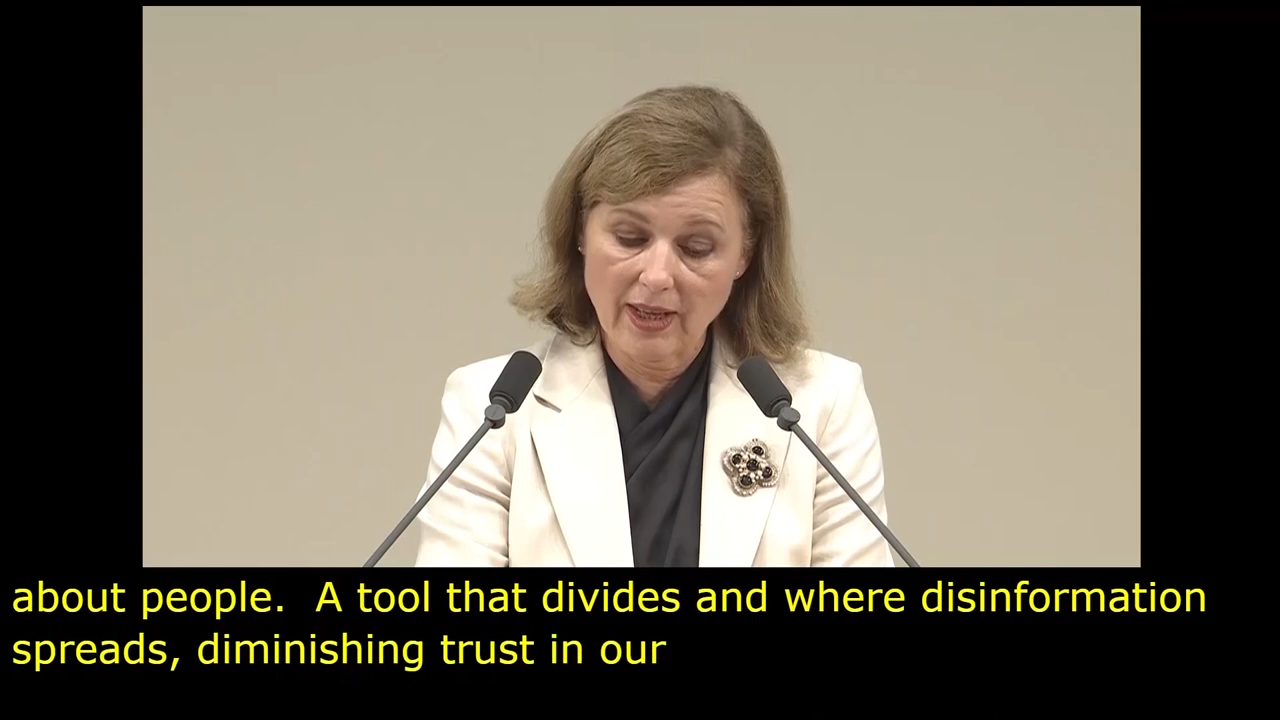 about people.  A tool that divides and where disinformation
spreads, diminishing trust in our